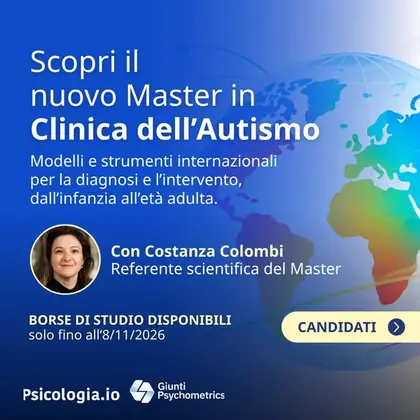 Scopri il
nuovo Master in
Clinica dell'Autismo
Modelli e strumenti internazionali
per la diagnosi e l'intervento,
dall'infanzia all'età adulta.
Con Costanza Colombi
Referente scientifica del Master
BORSE DI STUDIO DISPONIBILI
solo fino all'8/11/2026
CANDIDATI
Psicologia.io
Giunti
Psychometrics